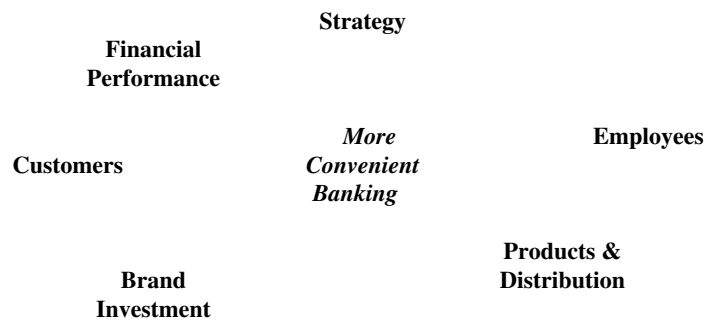 Strategy
Financial
Performance
More
Convenient
Banking
Employees
Customers
Products &
Distribution
Brand
Investment